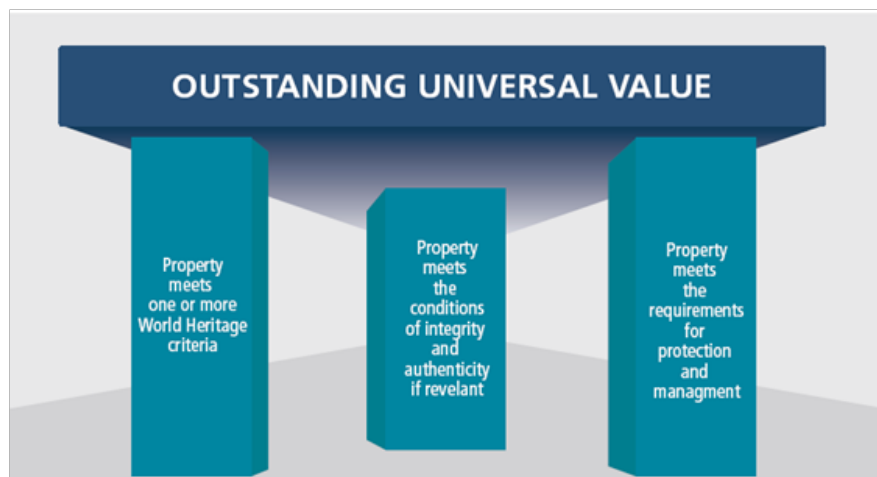 OUTSTANDING UNIVERSAL VALUE
Property
meets
one or more
World Heritage
criteria
Property
meets
the
conditions
of integrity
and
authenticity
if revelant
Property
meets
the
requirements
for
protection
and
managment